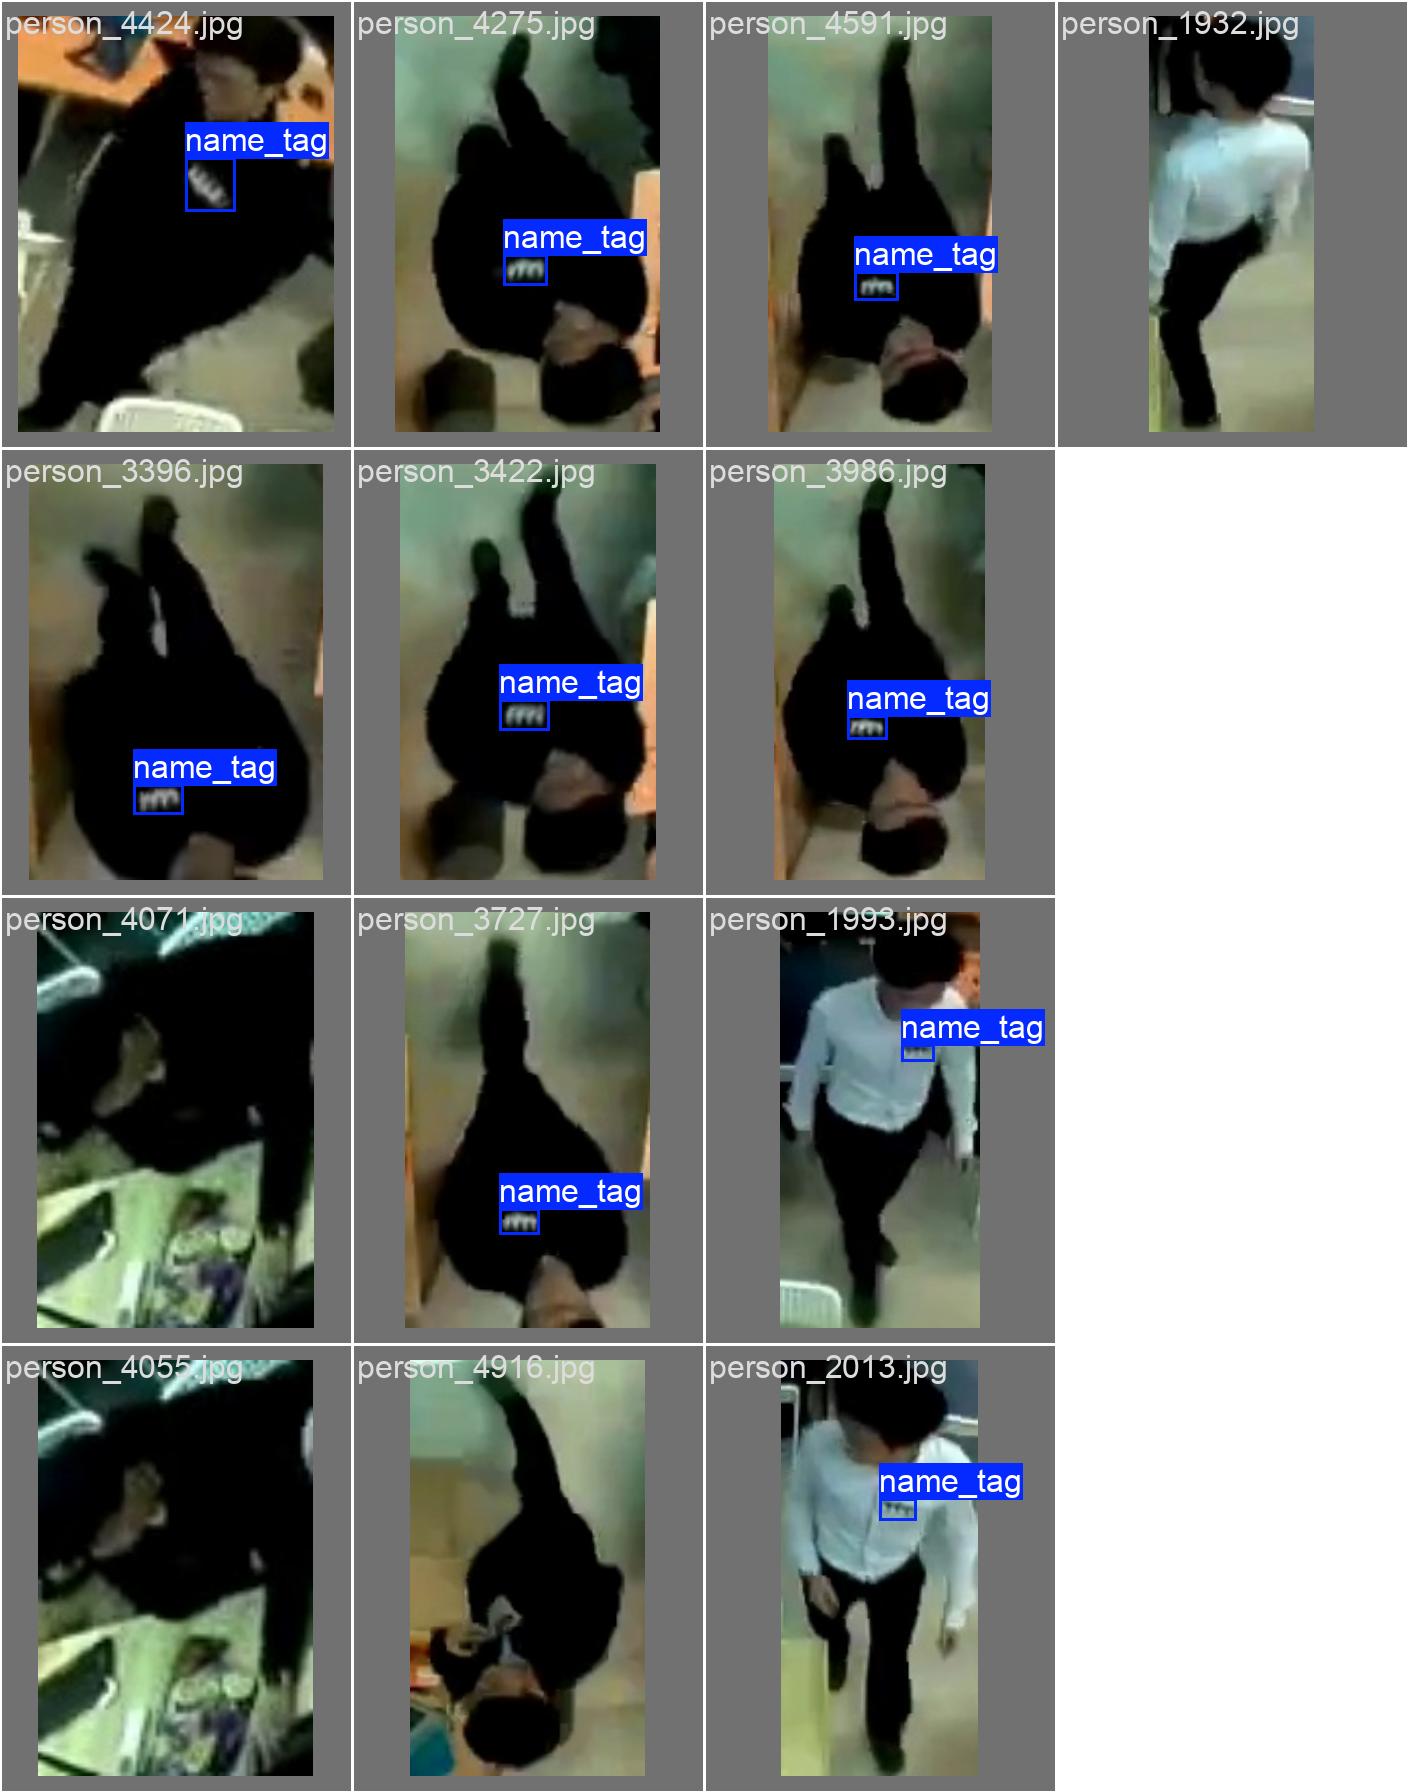 person_4424.jpg
name_tag
person_4275.jpg
name_tag
person_4591.jpg
name_tag
person_1932.jpg
person_3396.jpg
name_tag
person_3422.jpg
name_tag
person_3986.jpg
name_tag
person_4071.jpg
person_3727.jpg
name_tag
person_1993.jpg
name_tag
person_4055.jpg
person_4916.jpg
person_2013.jpg
name_tag